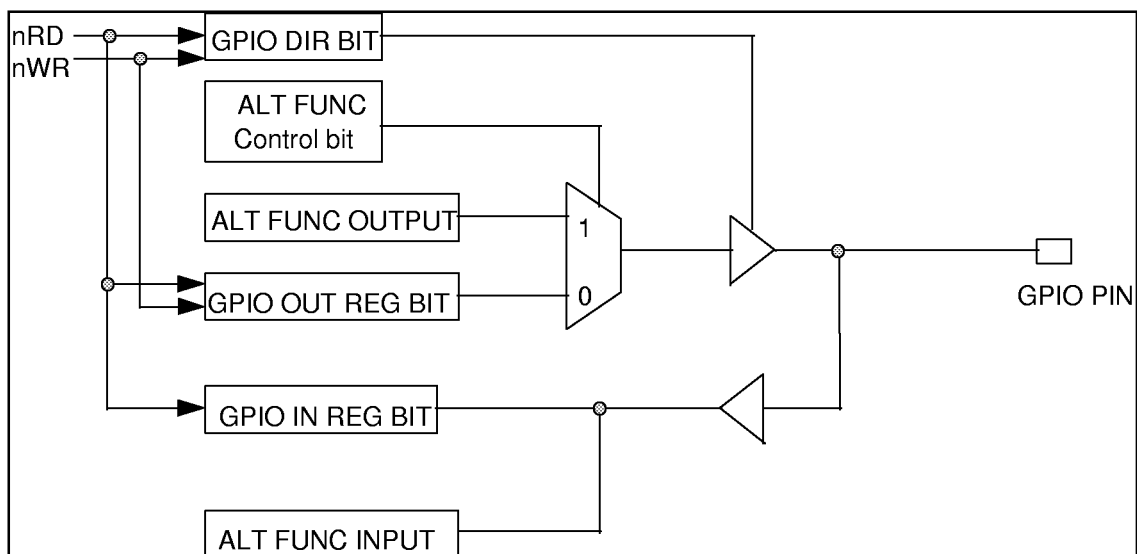 nRD
nWR
GPIO DIR BIT
ALT FUNC
Control bit
ALT FUNC OUTPUT
1
GPIO OUT REG BIT
0
GPIO PIN
GPIO IN REG BIT
ALT FUNC INPUT